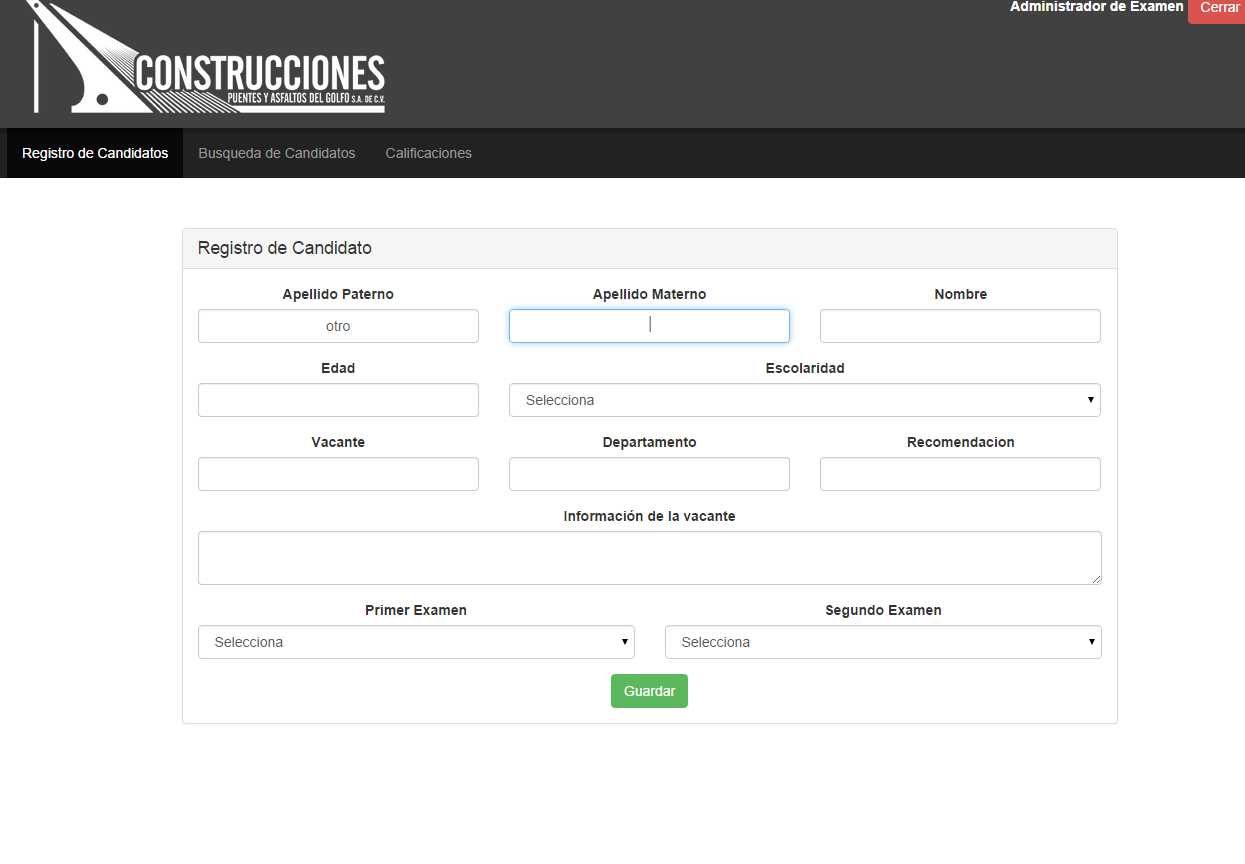 Administrador de Examen Cerrar
CONSTRUCCIONES
PUENTES Y ASFALTOS DEL GOLFO S.A. DE C.V.
Registro de Candidatos Busqueda de Candidatos Calificaciones
Registro de Candidato
Apellido Paterno Apellido Materno Nombre
otro
Edad Escolaridad
Selecciona
Vacante Departamento Recomendacion
Información de la vacante
Primer Examen Segundo Examen
Selecciona Selecciona
Guardar